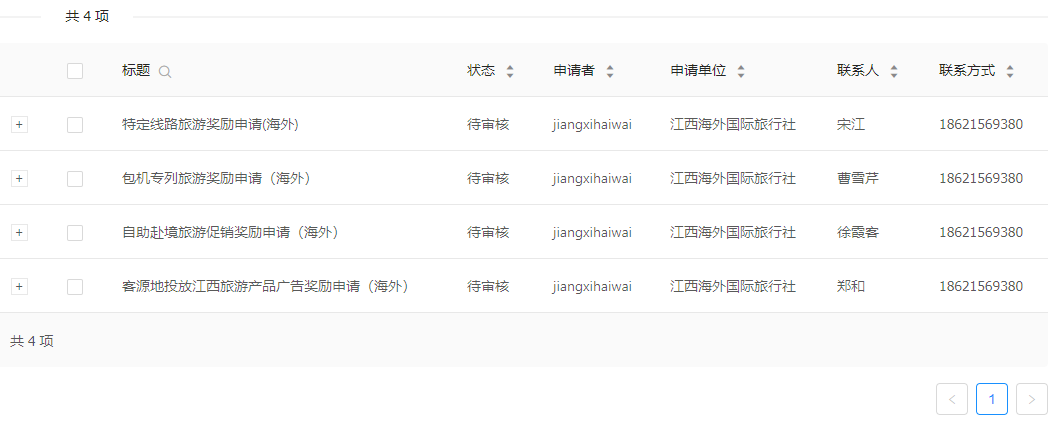 共 4 项
标题 状态 申请者 申请单位 联系人 联系方式
+ 特定线路旅游奖励申请(海外) 待审核 jiangxihaiwai 江西海外国际旅行社 宋江 18621569380
+ 包机专列旅游奖励申请（海外） 待审核 jiangxihaiwai 江西海外国际旅行社 曹雪芹 18621569380
+ 自助赴境旅游促销奖励申请（海外） 待审核 jiangxihaiwai 江西海外国际旅行社 徐霞客 18621569380
+ 客源地投放江西旅游产品广告奖励申请（海外） 待审核 jiangxihaiwai 江西海外国际旅行社 郑和 18621569380
共 4 项
< 1 >